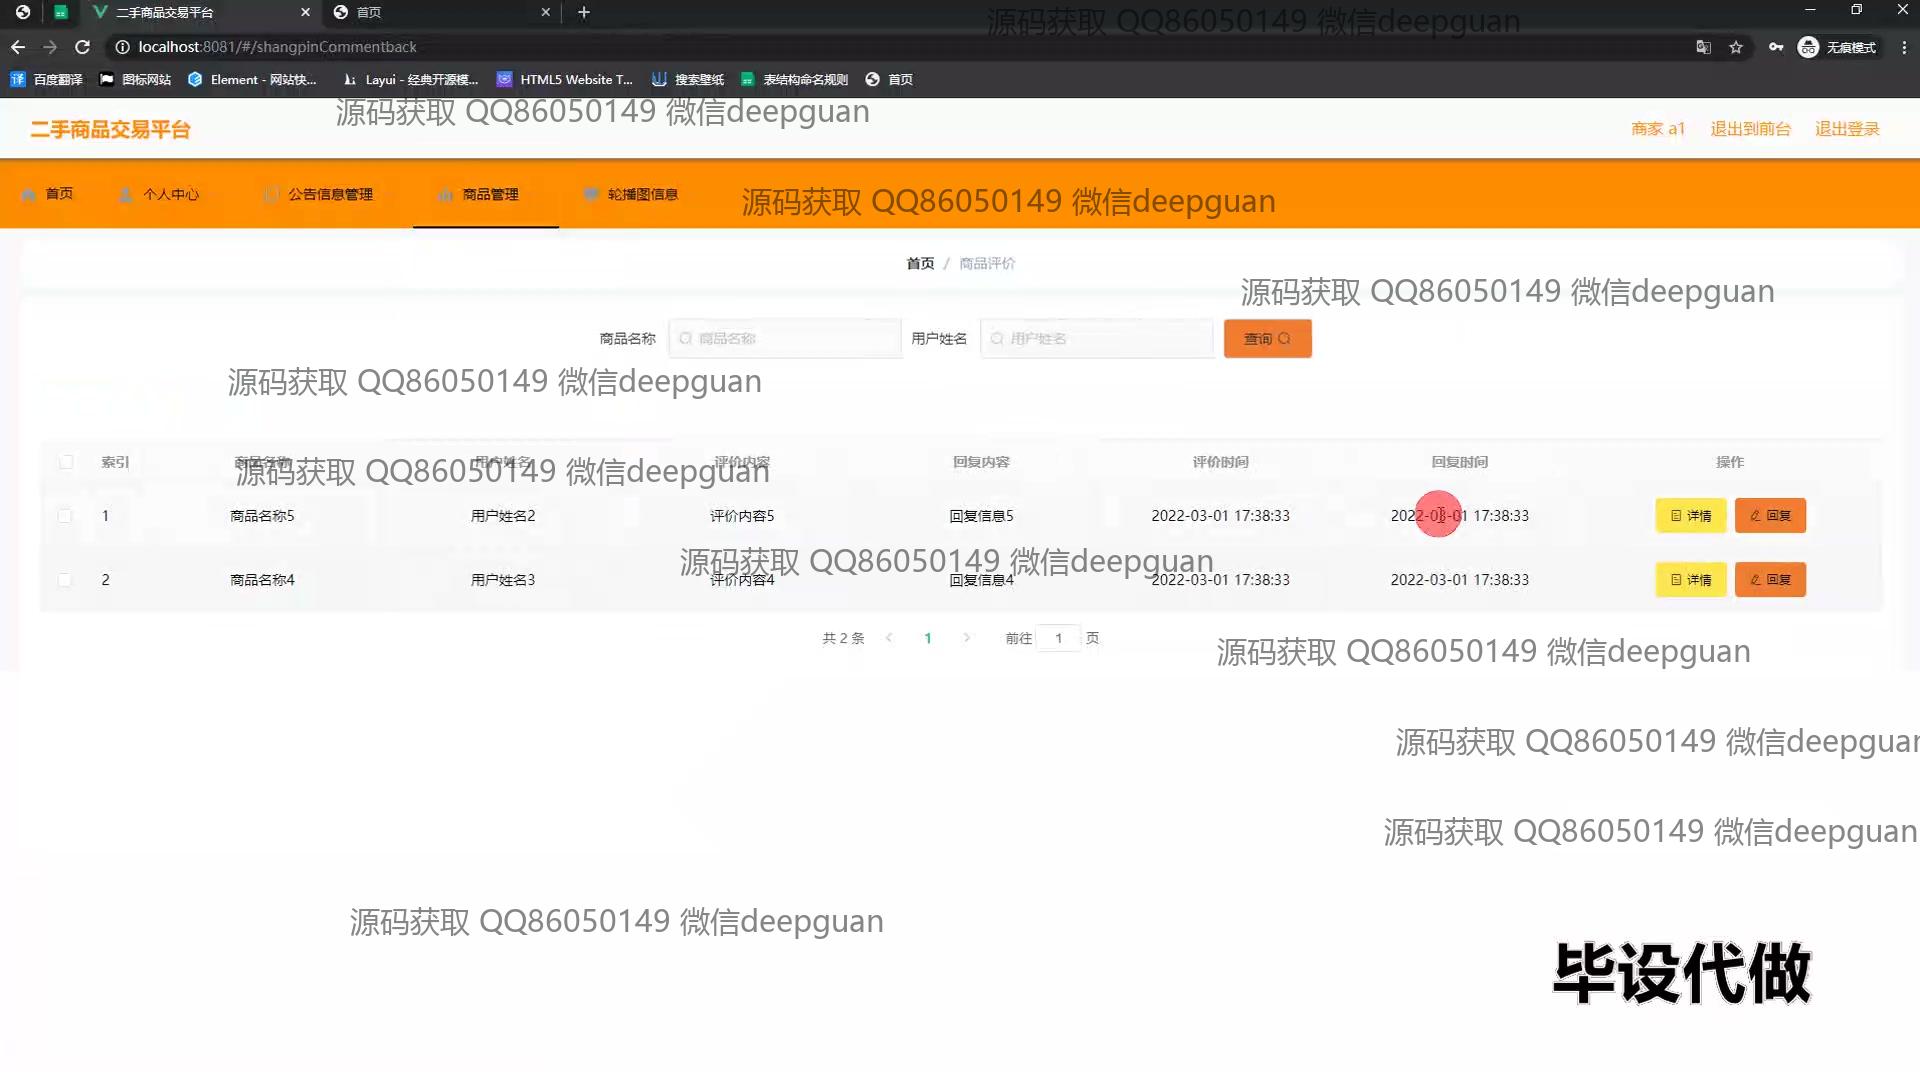 二手商品交易平台
首页
源码获取 QQ86050149 微信deepguan
localhost:8081/#/shangpinCommentback
无痕模式
百度翻译 图标网站 Element - 网站快... Layui - 经典开源模... HTML5 Website T... 搜索壁纸 表结构命名规则 首页
源码获取 QQ86050149 微信deepguan
二手商品交易平台
商家 a1 退出到前台 退出登录
首页 个人中心 公告信息管理 商品管理 轮播图信息
源码获取 QQ86050149 微信deepguan
首页 / 商品评价
源码获取 QQ86050149 微信deepguan
商品名称 商品名称 用户姓名 用户姓名 查询
源码获取 QQ86050149 微信deepguan
索引 商品名称 用户姓名 评价内容 回复内容 评价时间 回复时间 操作
源码获取 QQ86050149 微信deepguan
1 商品名称5 用户姓名2 评价内容5 回复信息5 2022-03-01 17:38:33 2022-03-01 17:38:33 详情 回复
源码获取 QQ86050149 微信deepguan
2 商品名称4 用户姓名3 评价内容4 回复信息4 2022-03-01 17:38:33 2022-03-01 17:38:33 详情 回复
共 2 条 1 前往 1 页
源码获取 QQ86050149 微信deepguan
源码获取 QQ86050149 微信deepguan
源码获取 QQ86050149 微信deepguan
源码获取 QQ86050149 微信deepguan
毕设代做